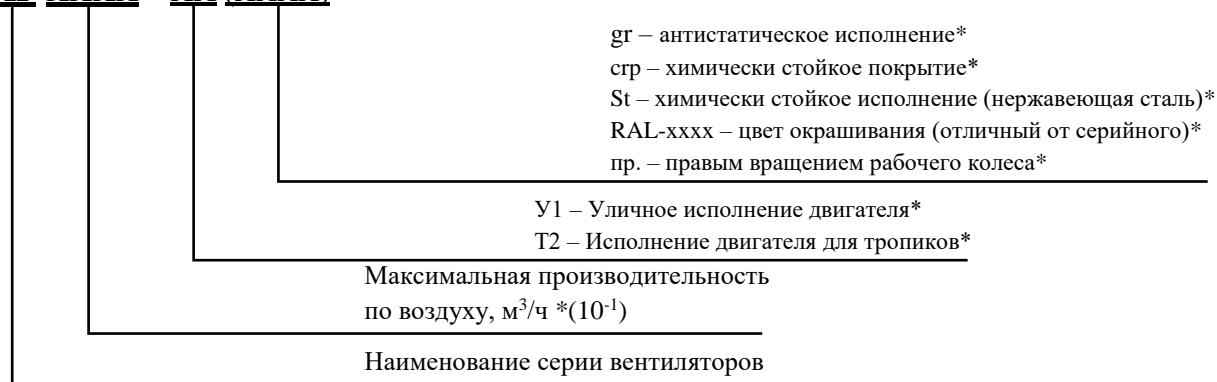 gr – антистатическое исполнение*
crp – химически стойкое покрытие*
St – химически стойкое исполнение (нержавеющая сталь)*
RAL-xxxx – цвет окрашивания (отличный от серийного)*
пр. – правым вращением рабочего колеса*
У1 – Уличное исполнение двигателя*
Т2 – Исполнение двигателя для тропиков*
Максимальная производительность
по воздуху, м³/ч *(10⁻¹)
Наименование серии вентиляторов